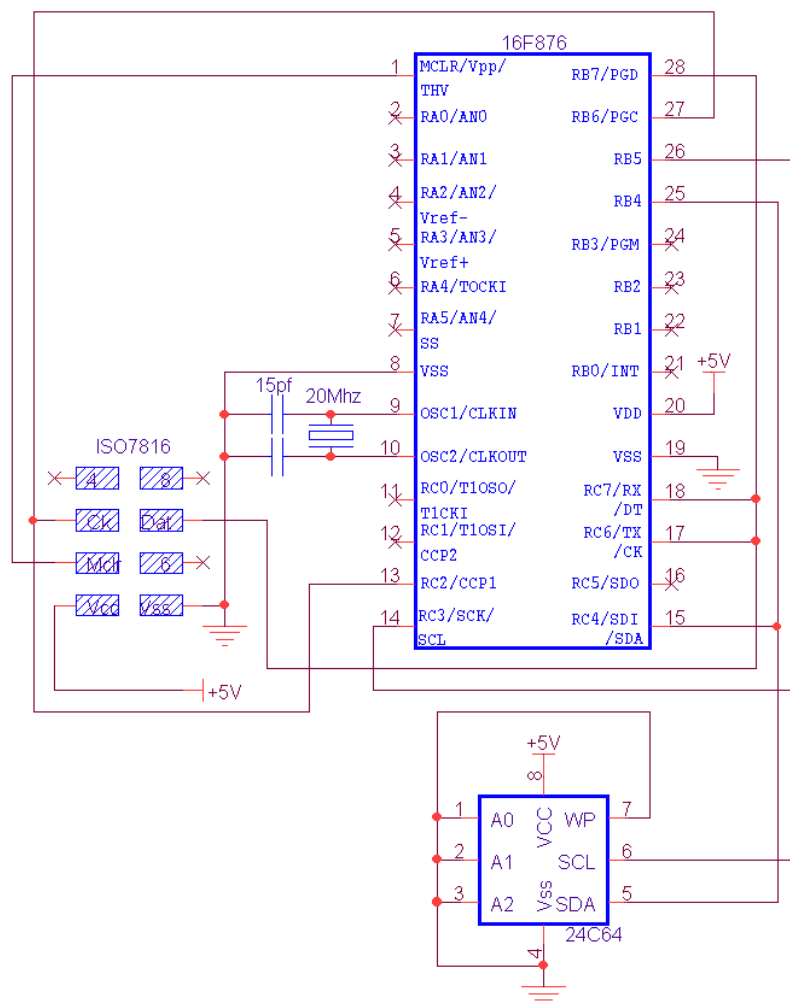 16F876
1 MCLR/Vpp/ RB7/PGD 28
THV
2 RA0/AN0 RB6/PGC 27
3 RA1/AN1 RB5 26
4 RA2/AN2/ RB4 25
Vref-
5 RA3/AN3/ RB3/PGM 24
Vref+
6 RA4/TOCKI RB2 23
7 RA5/AN4/ RB1 22
SS
8 VSS RB0/INT 21
+5V
15pf 20Mhz
9 OSC1/CLKIN VDD 20
10 OSC2/CLKOUT VSS 19
ISO7816
4 8
11 RC0/T1OSO/ RC7/RX 18
T1CKI /DT
Ck Dat
12 RC1/T1OSI/ RC6/TX 17
CCP2 /CK
Mclr 6
13 RC2/CCP1 RC5/SDO 16
Vcc Vss
14 RC3/SCK/ RC4/SDI 15
SCL /SDA
+5V
+5V
8
1 A0 VCC WP 7
2 A1 SCL 6
3 A2 Vss SDA 5
4
24C64